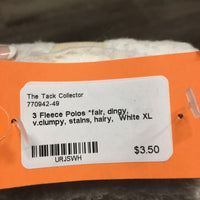 The Tack Collector
770942-49
3 Fleece Polos *fair, dingy,
v.clumpy, stains, hairy, White XL
URJSWH
$3.50